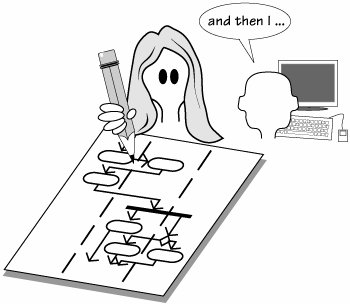 and then I ...